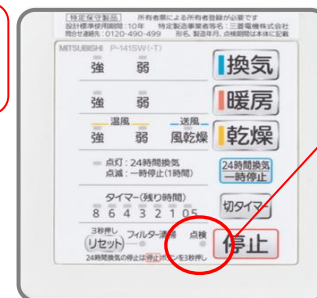 特定保守製品 所有者票による所有者登録が必要です
設計標準使用期間：10年 特定製造事業者等名：三菱電機株式会社
問合せ連絡先：0120-490-499 形名、製造年月、点検期間は本体に記載
MITSUBISHI P-141SW(-T)
強 弱 換気
強 弱 暖房
温風 送風
強 弱 風乾燥 乾燥
点灯：24時間換気
点滅：一時停止(1時間)
24時間換気
一時停止
タイマー(残り時間)
8 6 4 3 2 1 0.5
切タイマー
3秒押し
リセット フィルター清掃 点検
停止
24時間換気の停止は停止ボタンを3秒押し